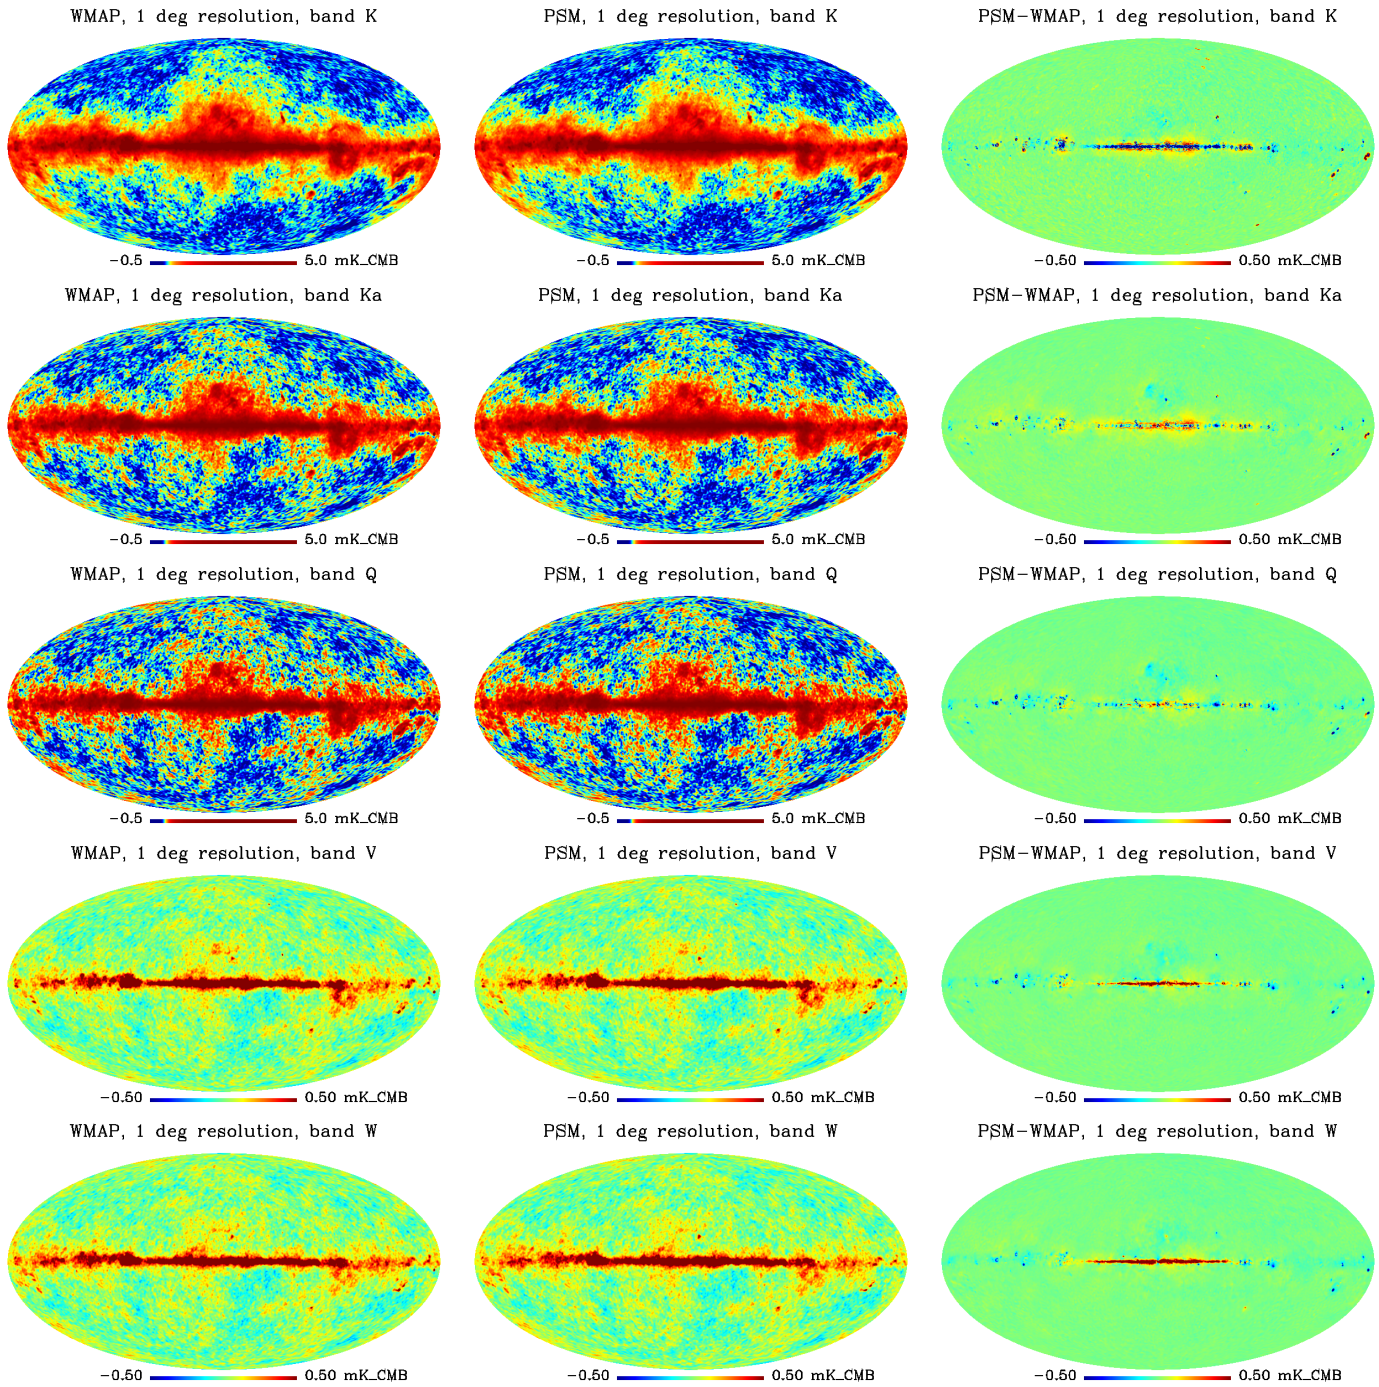 WMAP, 1 deg resolution, band K
PSM, 1 deg resolution, band K
PSM-WMAP, 1 deg resolution, band K
-0.5 5.0 mK_CMB
-0.5 5.0 mK_CMB
-0.50 0.50 mK_CMB
WMAP, 1 deg resolution, band Ka
PSM, 1 deg resolution, band Ka
PSM-WMAP, 1 deg resolution, band Ka
-0.5 5.0 mK_CMB
-0.5 5.0 mK_CMB
-0.50 0.50 mK_CMB
WMAP, 1 deg resolution, band Q
PSM, 1 deg resolution, band Q
PSM-WMAP, 1 deg resolution, band Q
-0.5 5.0 mK_CMB
-0.5 5.0 mK_CMB
-0.50 0.50 mK_CMB
WMAP, 1 deg resolution, band V
PSM, 1 deg resolution, band V
PSM-WMAP, 1 deg resolution, band V
-0.50 0.50 mK_CMB
-0.50 0.50 mK_CMB
-0.50 0.50 mK_CMB
WMAP, 1 deg resolution, band W
PSM, 1 deg resolution, band W
PSM-WMAP, 1 deg resolution, band W
-0.50 0.50 mK_CMB
-0.50 0.50 mK_CMB
-0.50 0.50 mK_CMB